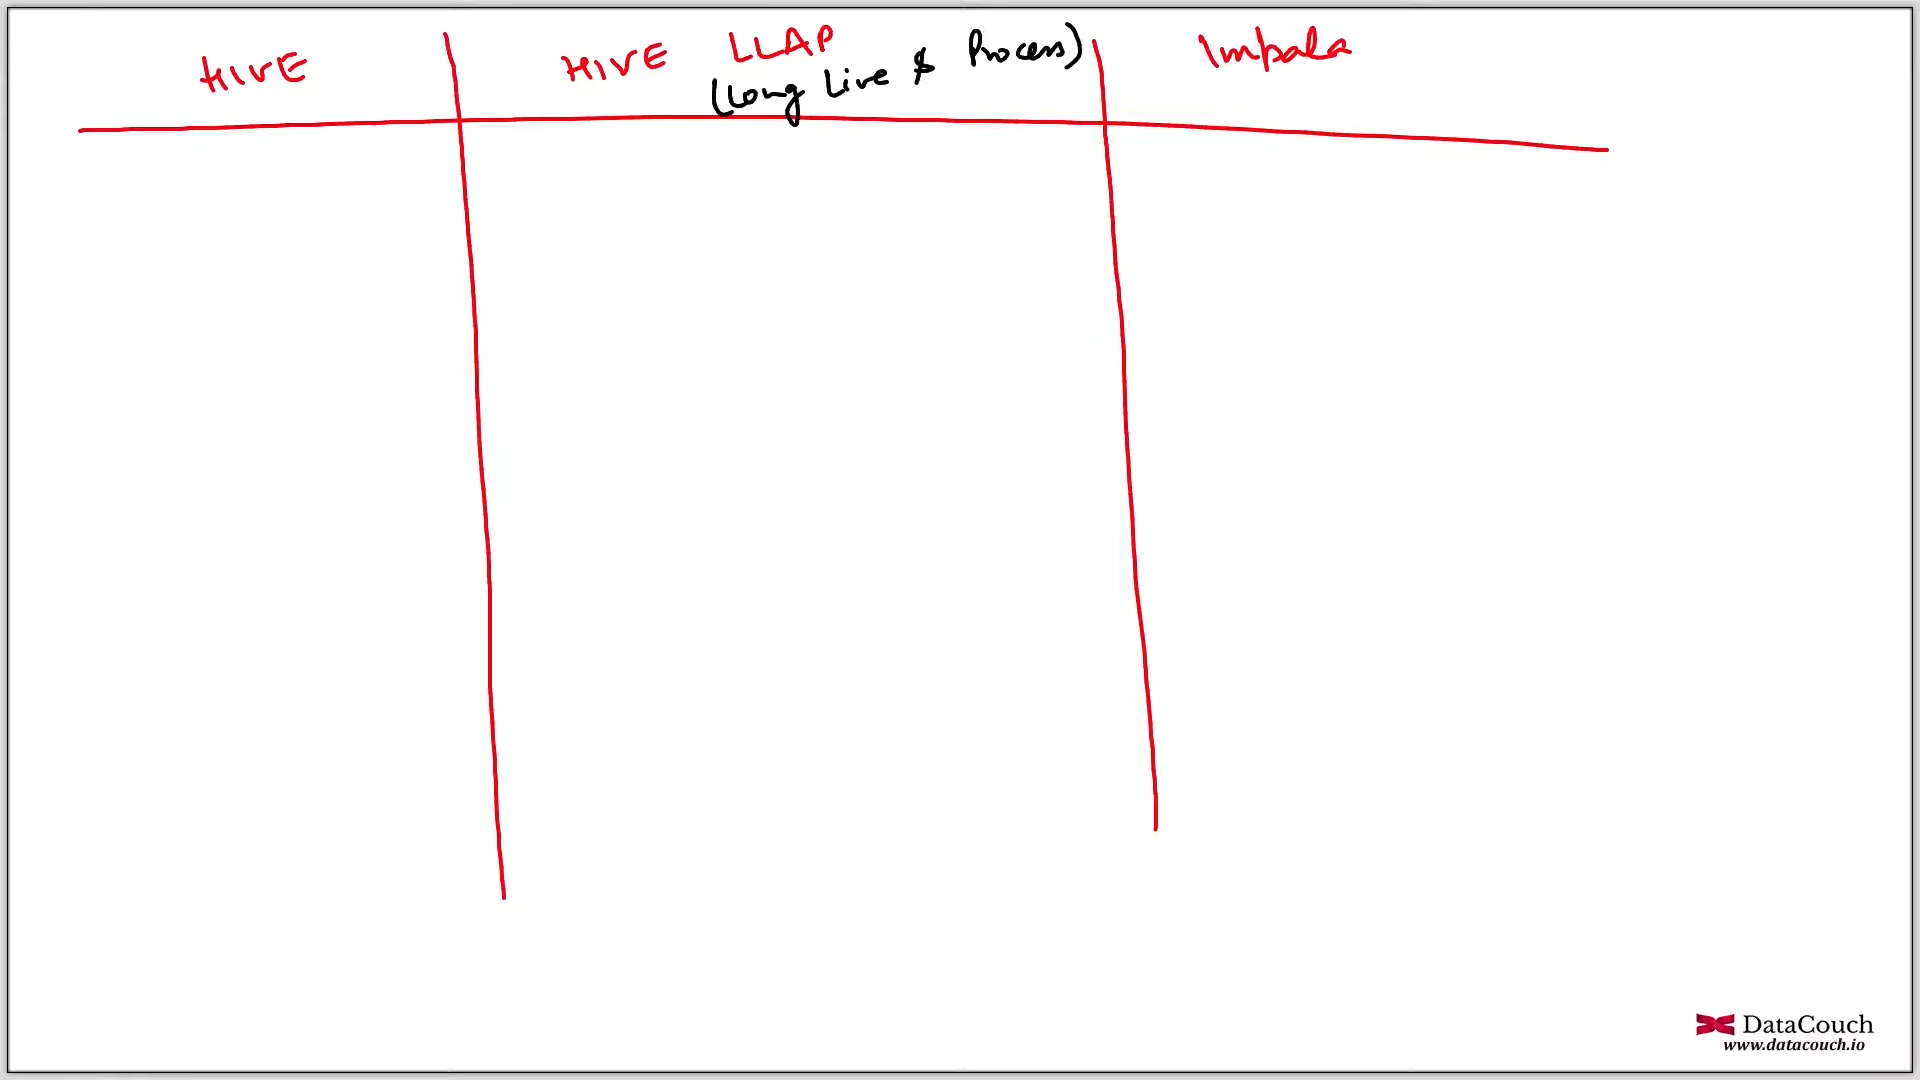 HIVE
HIVE LLAP
(Long Live & Process)
Impala
DataCouch
www.datacouch.io